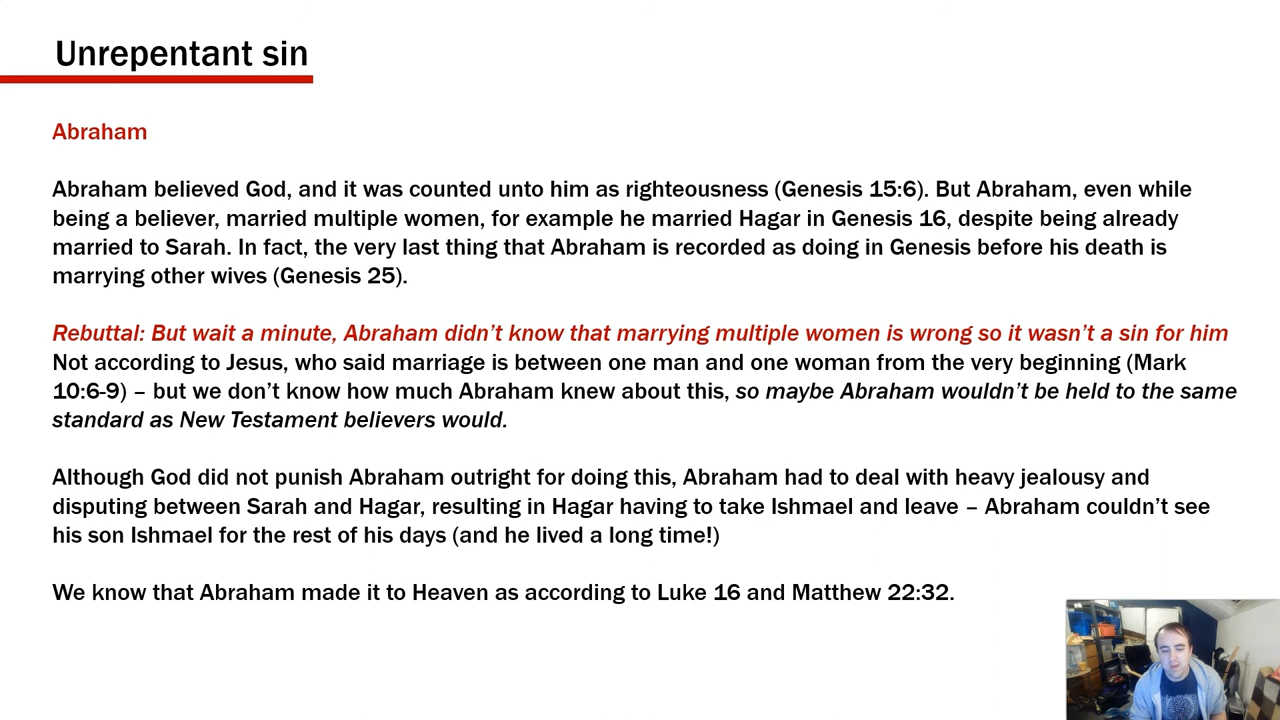 Unrepentant sin
Abraham
Abraham believed God, and it was counted unto him as righteousness (Genesis 15:6). But Abraham, even while
being a believer, married multiple women, for example he married Hagar in Genesis 16, despite being already
married to Sarah. In fact, the very last thing that Abraham is recorded as doing in Genesis before his death is
marrying other wives (Genesis 25).
Rebuttal: But wait a minute, Abraham didn’t know that marrying multiple women is wrong so it wasn’t a sin for him
Not according to Jesus, who said marriage is between one man and one woman from the very beginning (Mark
10:6-9) – but we don’t know how much Abraham knew about this, so maybe Abraham wouldn’t be held to the same
standard as New Testament believers would.
Although God did not punish Abraham outright for doing this, Abraham had to deal with heavy jealousy and
disputing between Sarah and Hagar, resulting in Hagar having to take Ishmael and leave – Abraham couldn’t see
his son Ishmael for the rest of his days (and he lived a long time!)
We know that Abraham made it to Heaven as according to Luke 16 and Matthew 22:32.